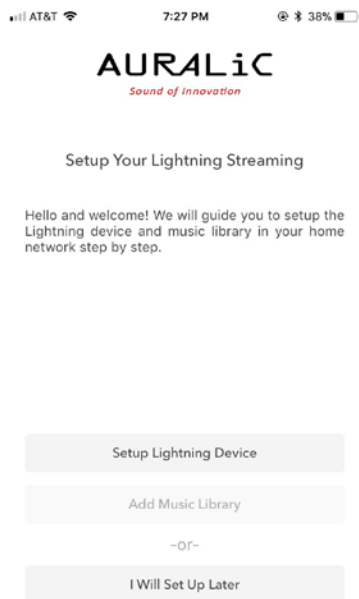 AT&T 7:27 PM 38%
AURALiC
Sound of Innovation
Setup Your Lightning Streaming
Hello and welcome! We will guide you to setup the
Lightning device and music library in your home
network step by step.
Setup Lightning Device
Add Music Library
-or-
I Will Set Up Later